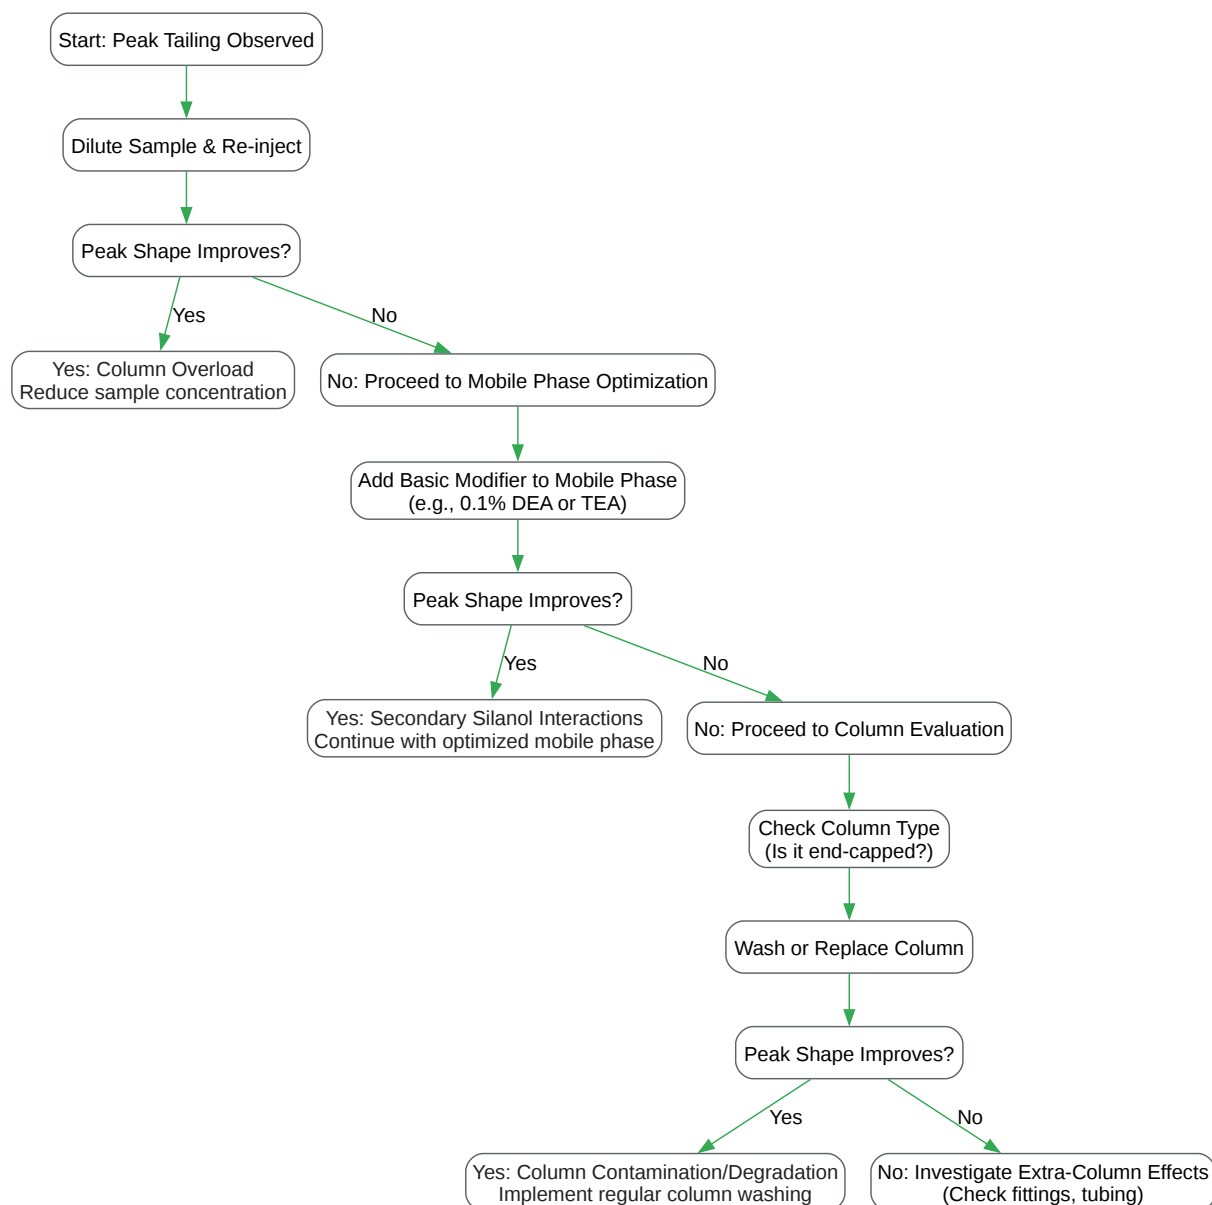 Start: Peak Tailing Observed
Dilute Sample & Re-inject
Peak Shape Improves?
Yes
No
Yes: Column Overload
Reduce sample concentration
No: Proceed to Mobile Phase Optimization
Add Basic Modifier to Mobile Phase
(e.g., 0.1% DEA or TEA)
Peak Shape Improves?
Yes
No
Yes: Secondary Silanol Interactions
Continue with optimized mobile phase
No: Proceed to Column Evaluation
Check Column Type
(Is it end-capped?)
Wash or Replace Column
Peak Shape Improves?
Yes
No
Yes: Column Contamination/Degradation
Implement regular column washing
No: Investigate Extra-Column Effects
(Check fittings, tubing)